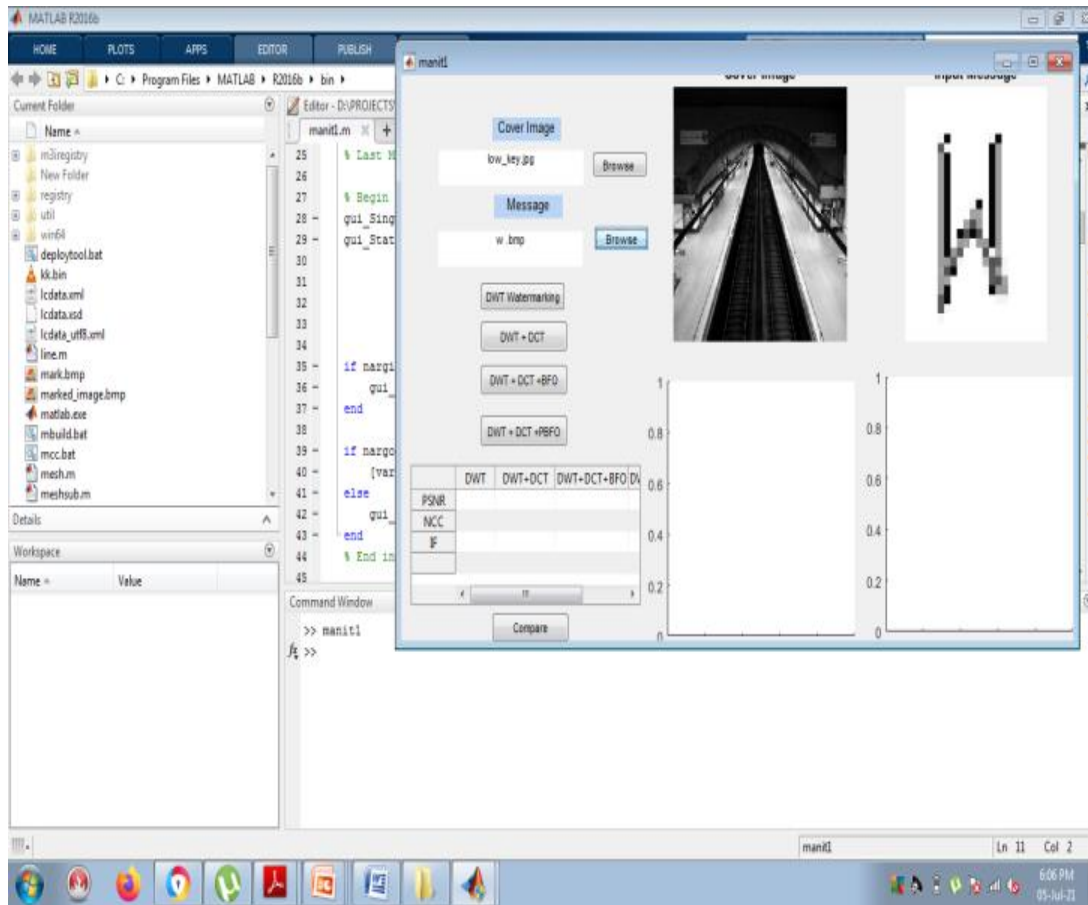 MATLAB R2016b
HOME PLOTS APPS EDITOR PUBLISH
C: Program Files MATLAB R2016b bin
Current Folder
Name
m3iregistry
New Folder
registry
util
win64
deploytool.bat
kk.bin
lcdata.xml
lcdata.xsd
lcdata_utf8.xml
line.m
mark.bmp
marked_image.bmp
matlab.exe
mbuild.bat
mcc.bat
mesh.m
meshsub.m
Details
Workspace
Name Value
Editor - D:\PROJECTS
manit1.m +
25 % Last M
26
27 % Begin
28 - gui_Sing
29 - gui_Stat
30
31
32
33
34
35 - if nargi
36 - gui_
37 - end
38
39 - if nargo
40 - [var
41 - else
42 - gui_
43 - end
44 % End in
45
Command Window
>> manit1
fx >>
manit1
Cover Image
low_key.jpg Browse
Message
w .bmp Browse
DWT Watermarking
DWT + DCT
DWT + DCT +BFO
DWT + DCT +PBFO
DWT DWT+DCT DWT+DCT+BFO
PSNR
NCC
IF
Compare
Cover Image
Input Message
W
1
0.8
0.6
0.4
0.2
0
1
0.8
0.6
0.4
0.2
0
manit1 Ln 11 Col 2
6:06 PM
05-Jul-21